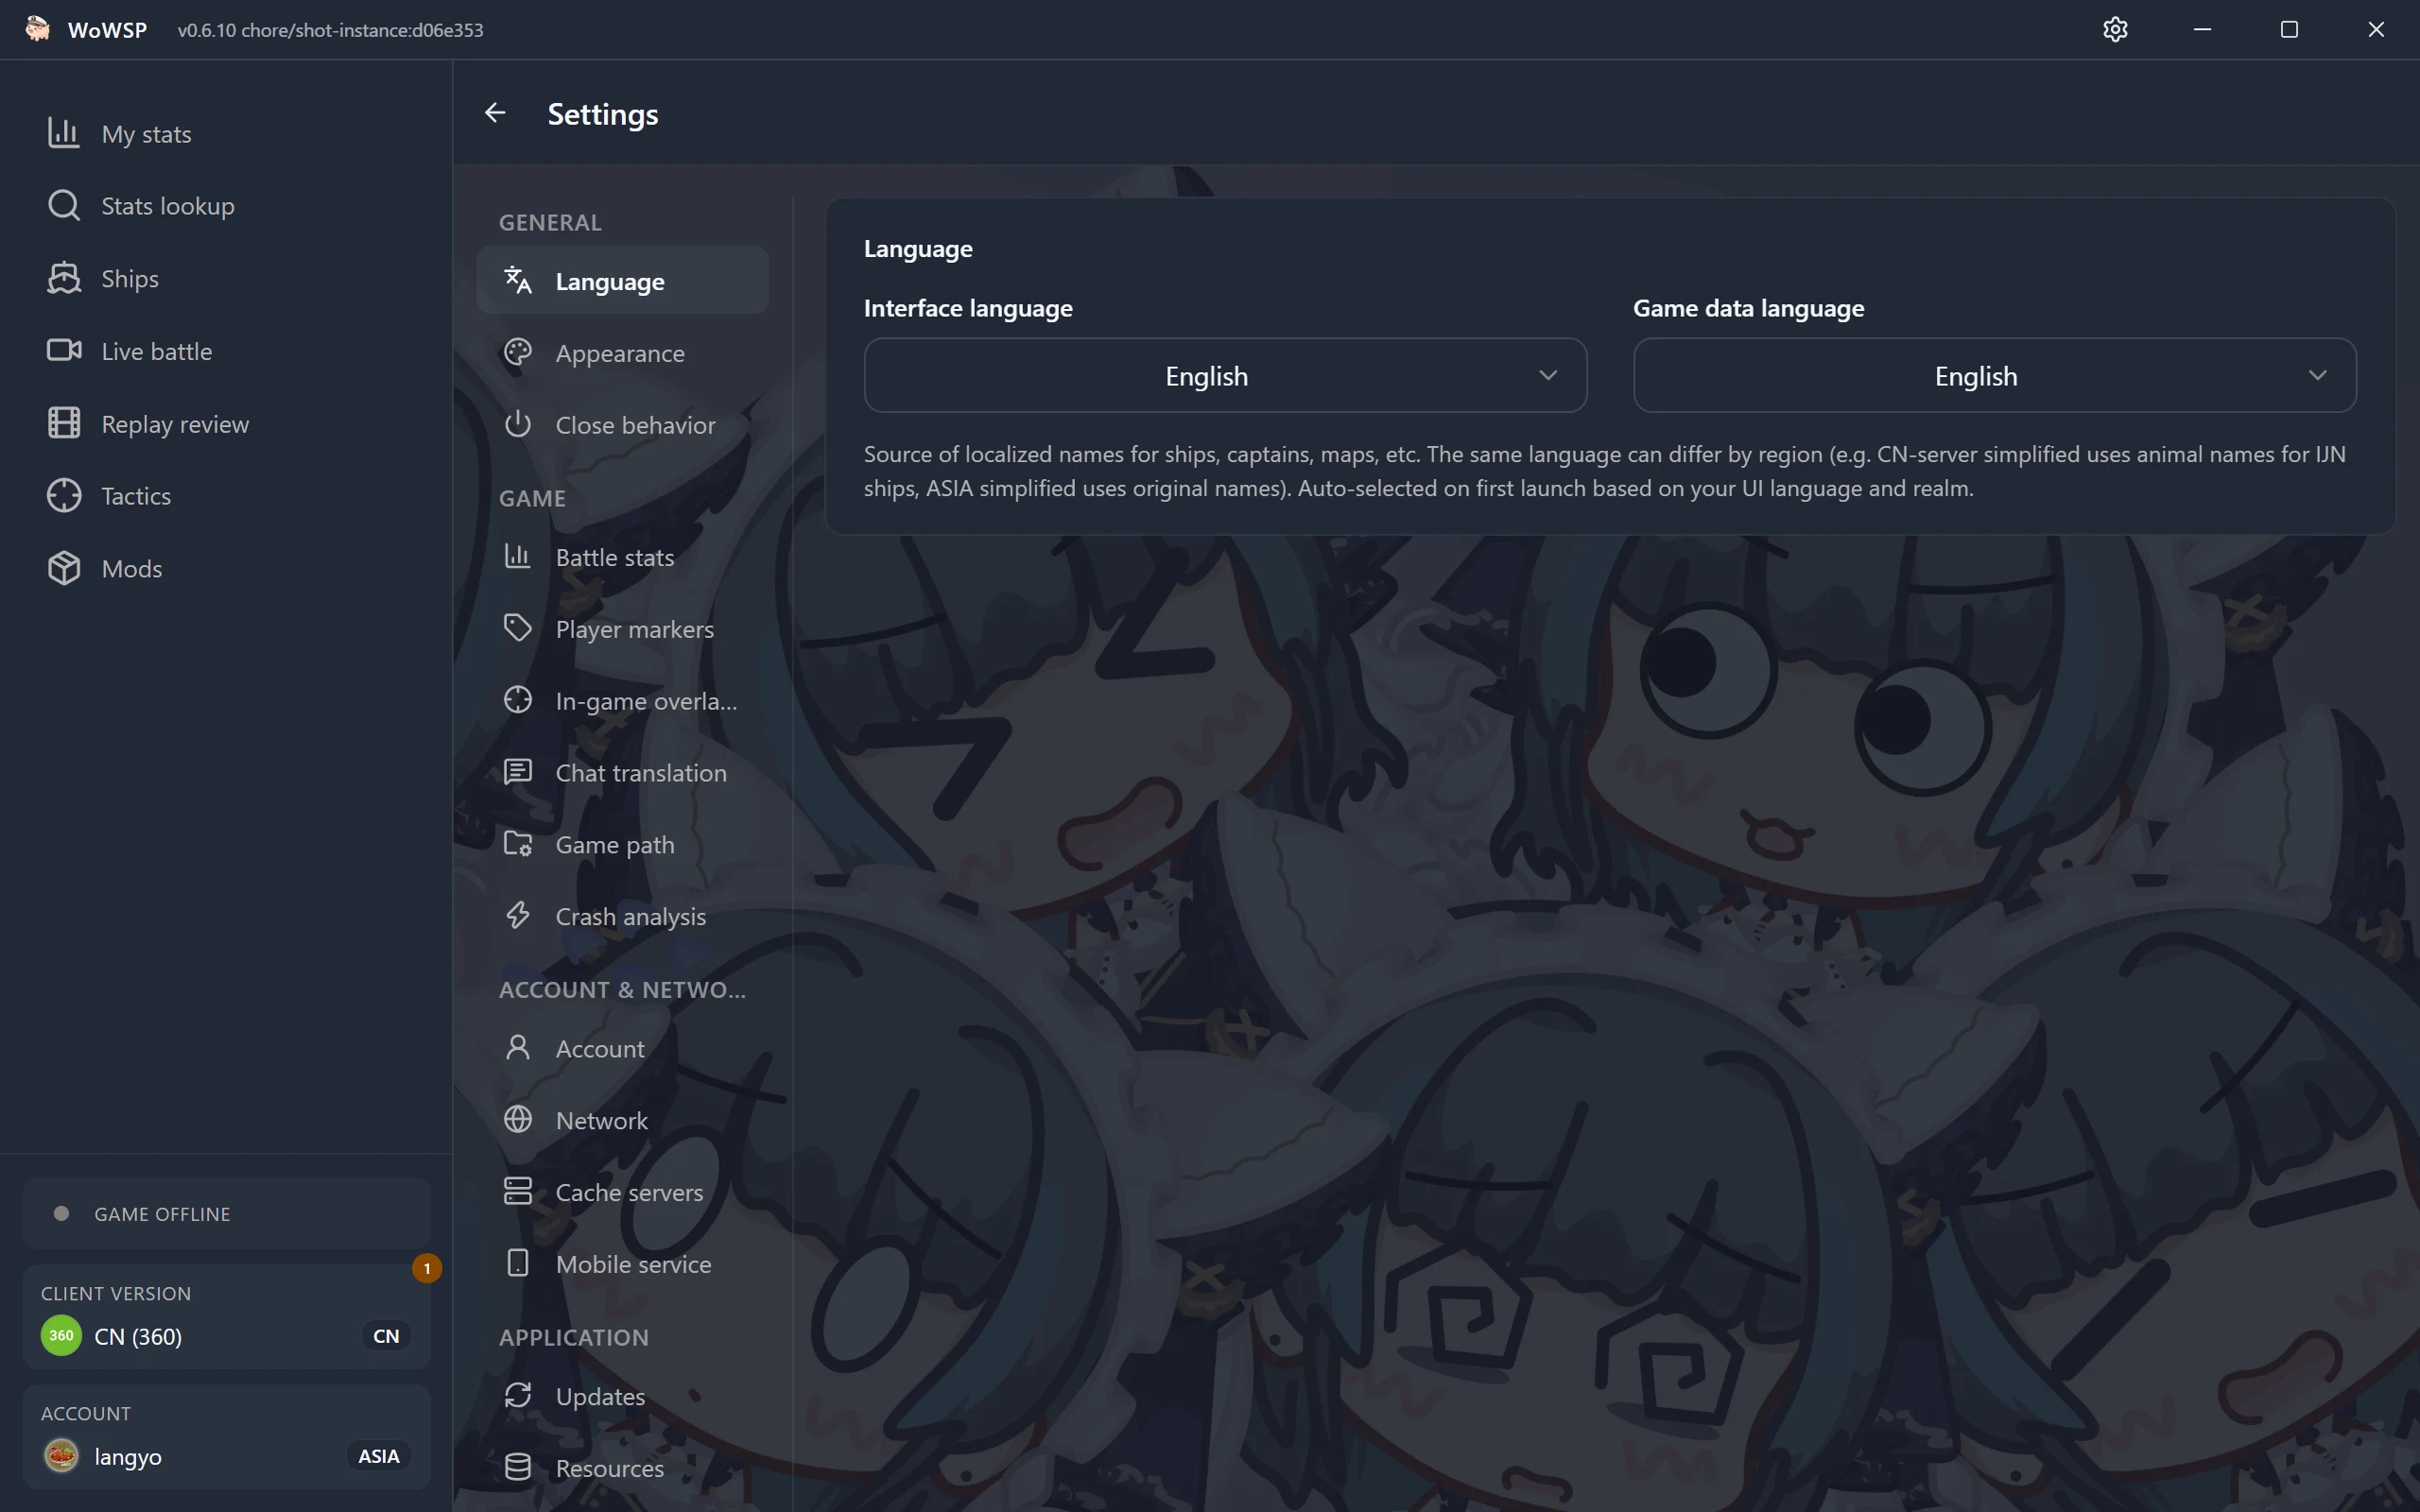 WoWSP v0.6.10 chore/shot-instance:d06e353
My stats
Stats lookup
Ships
Live battle
Replay review
Tactics
Mods
GAME OFFLINE
1
CLIENT VERSION
360 CN (360) CN
ACCOUNT
langyo ASIA
Settings
GENERAL
Language
Appearance
Close behavior
GAME
Battle stats
Player markers
In-game overla...
Chat translation
Game path
Crash analysis
ACCOUNT & NETWO...
Account
Network
Cache servers
Mobile service
APPLICATION
Updates
Resources
Language
Interface language
English
Game data language
English
Source of localized names for ships, captains, maps, etc. The same language can differ by region (e.g. CN-server simplified uses animal names for IJN
ships, ASIA simplified uses original names). Auto-selected on first launch based on your UI language and realm.